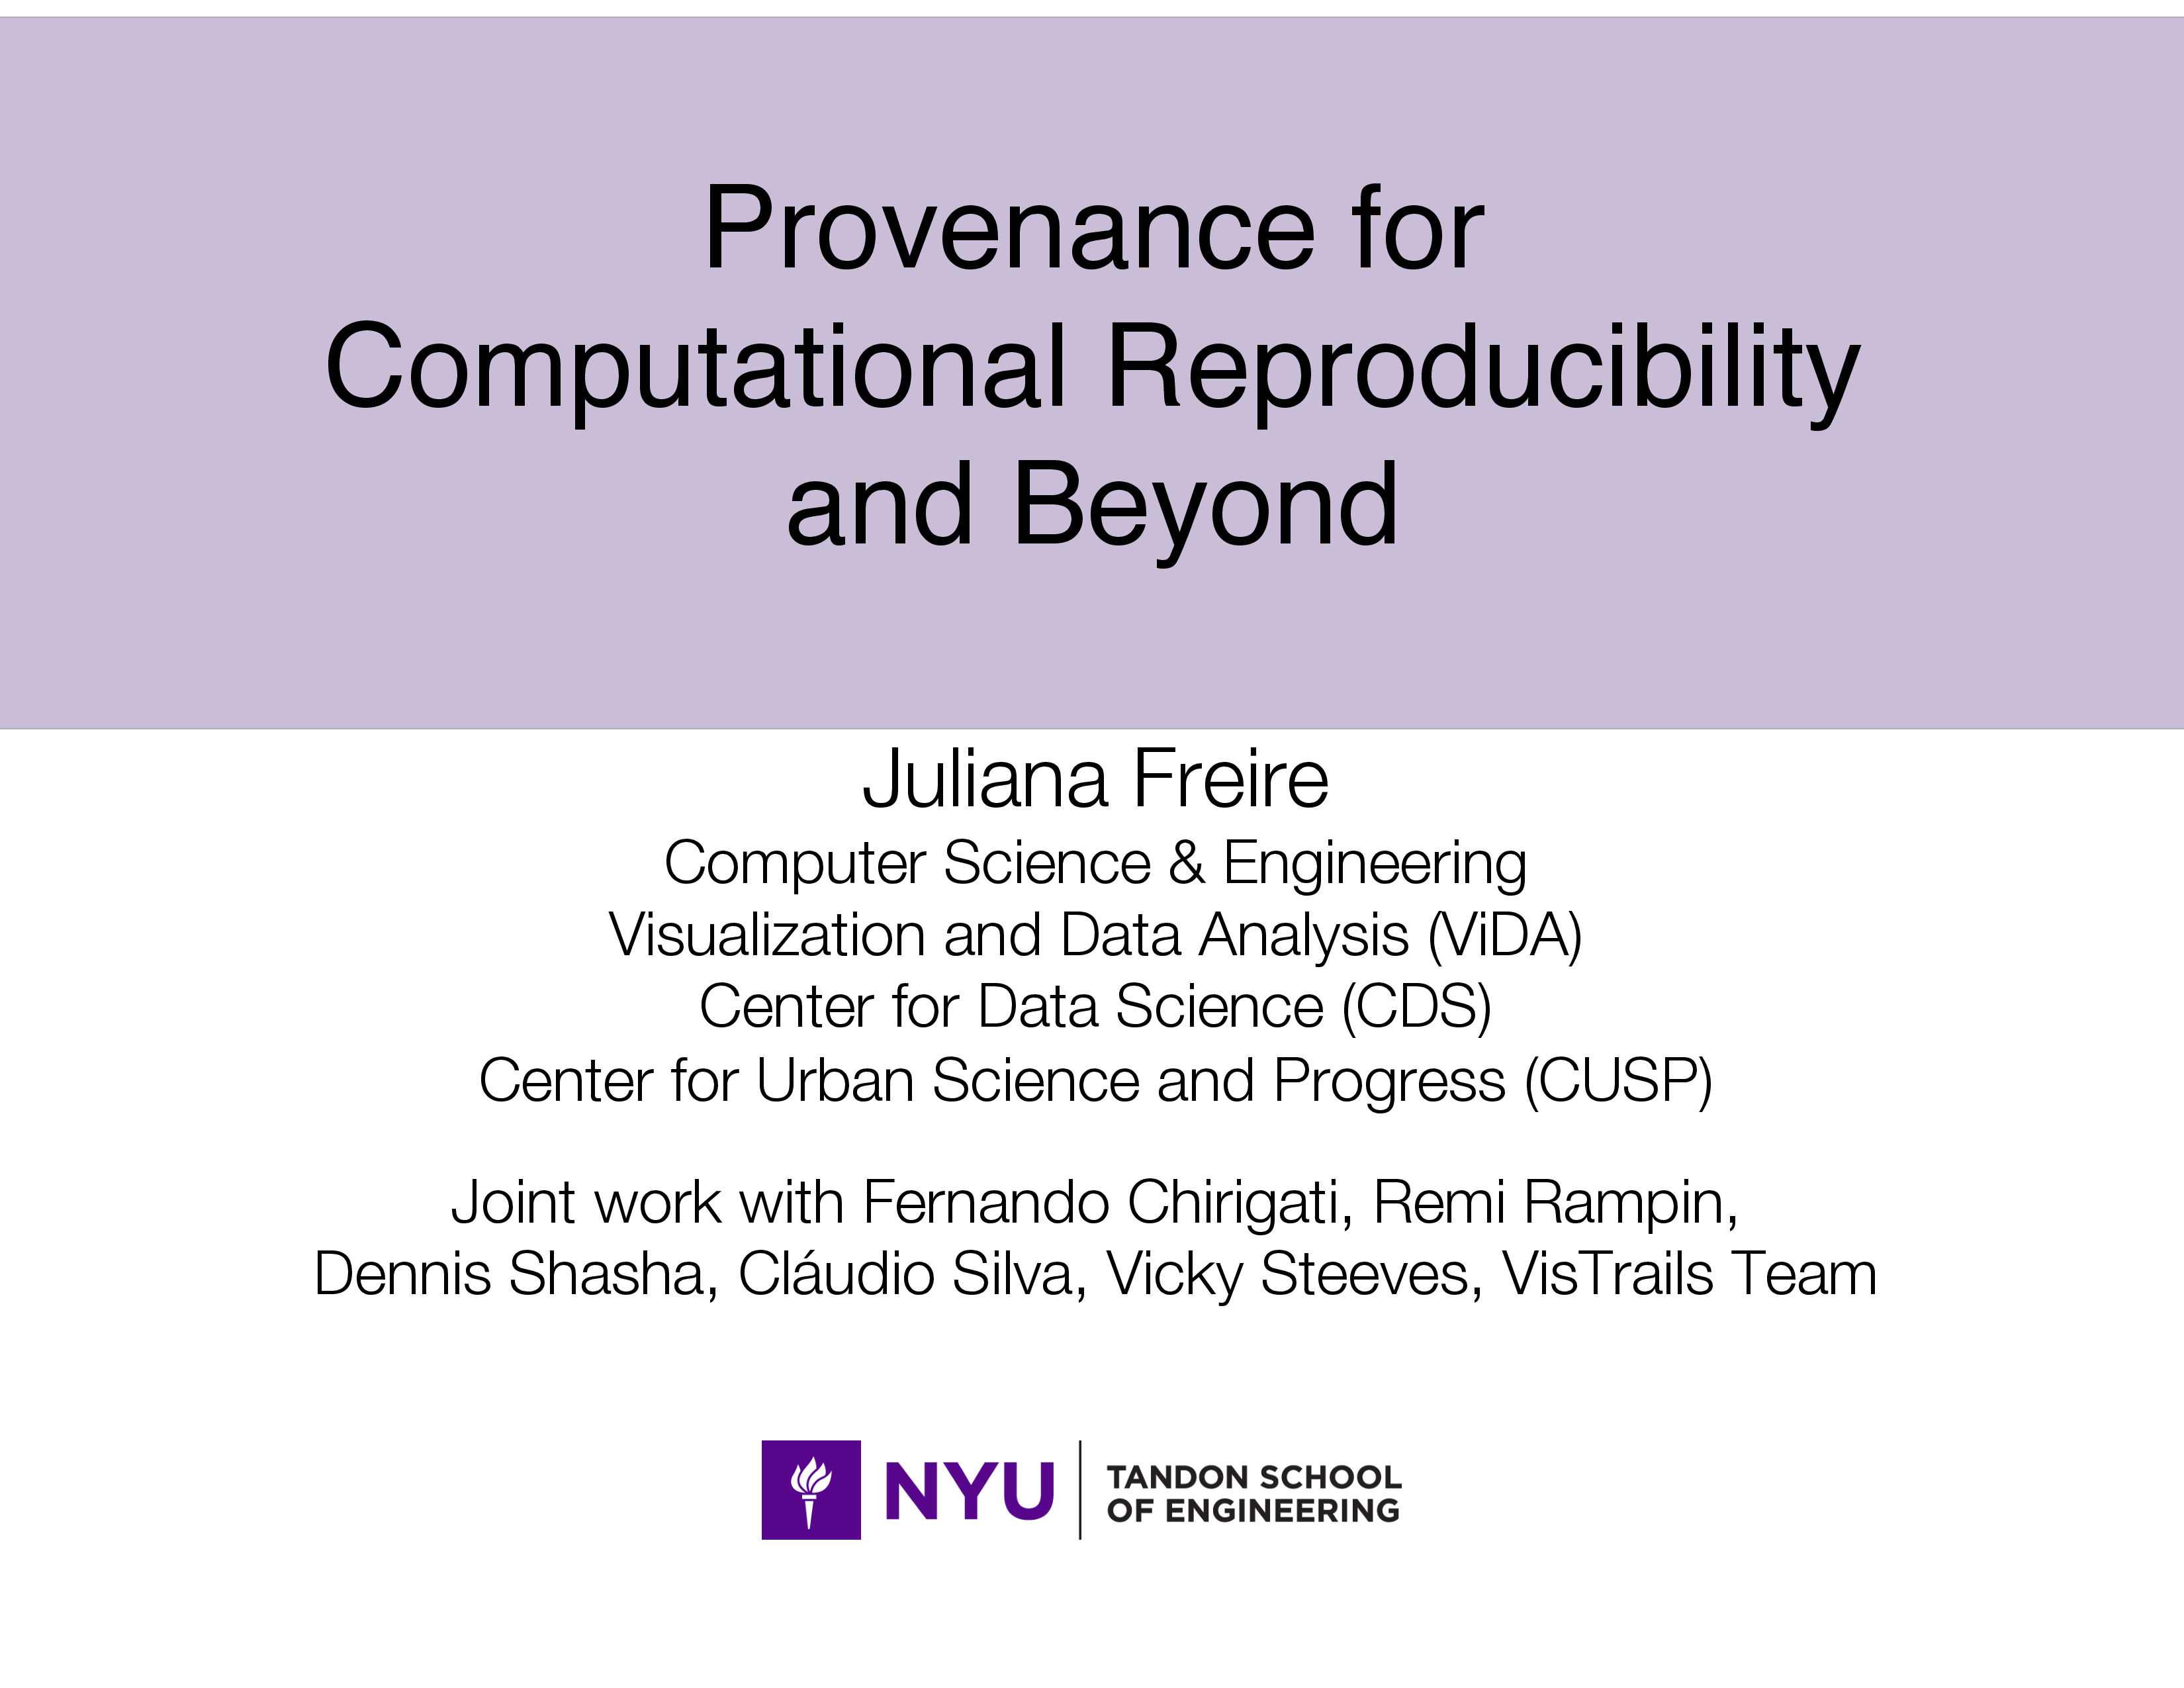 Provenance for
Computational Reproducibility
and Beyond
Juliana Freire
Computer Science & Engineering
Visualization and Data Analysis (ViDA)
Center for Data Science (CDS)
Center for Urban Science and Progress (CUSP)
Joint work with Fernando Chirigati, Remi Rampin,
Dennis Shasha, Cláudio Silva, Vicky Steeves, VisTrails Team
NYU
TANDON SCHOOL
OF ENGINEERING